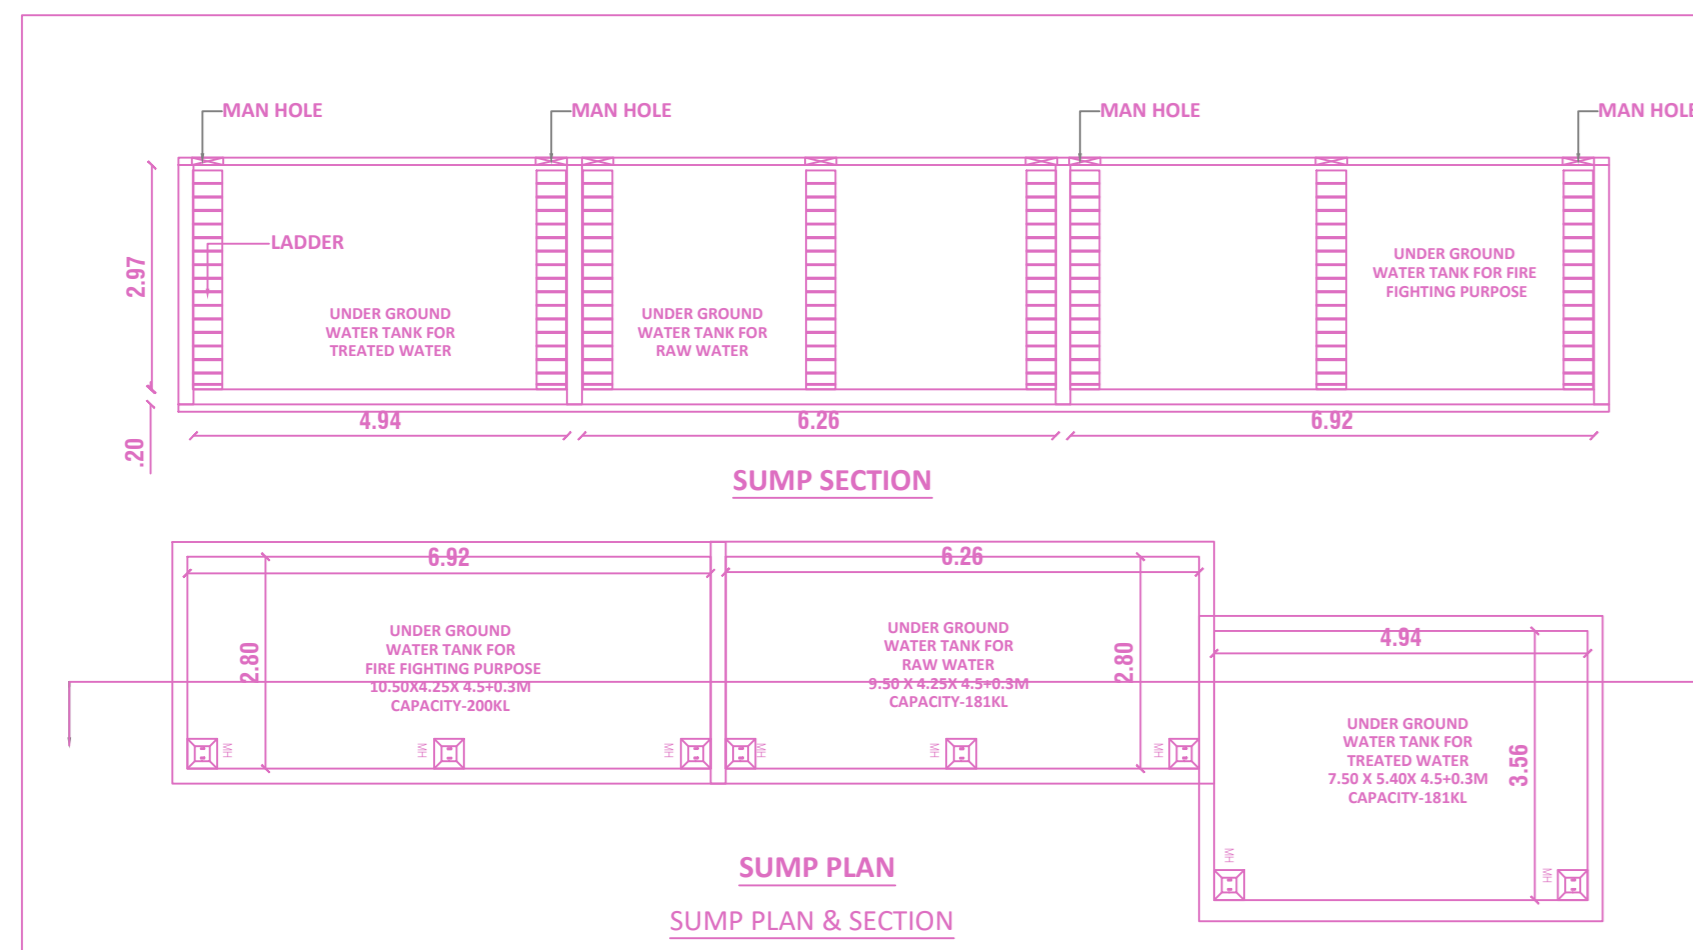 MAN HOLE
MAN HOLE
MAN HOLE
MAN HOLE
LADDER
2.97
.20
UNDER GROUND
WATER TANK FOR
TREATED WATER
UNDER GROUND
WATER TANK FOR
RAW WATER
UNDER GROUND
WATER TANK FOR FIRE
FIGHTING PURPOSE
4.94
6.26
6.92
SUMP SECTION
6.92
2.80
UNDER GROUND
WATER TANK FOR
FIRE FIGHTING PURPOSE
10.50X4.25X 4.5+0.3M
CAPACITY-200KL
MH
MH
MH
6.26
2.80
UNDER GROUND
WATER TANK FOR
RAW WATER
9.50 X 4.25X 4.5+0.3M
CAPACITY-181KL
MH
MH
MH
4.94
3.56
UNDER GROUND
WATER TANK FOR
TREATED WATER
7.50 X 5.40X 4.5+0.3M
CAPACITY-181KL
MH
MH
SUMP PLAN
SUMP PLAN & SECTION